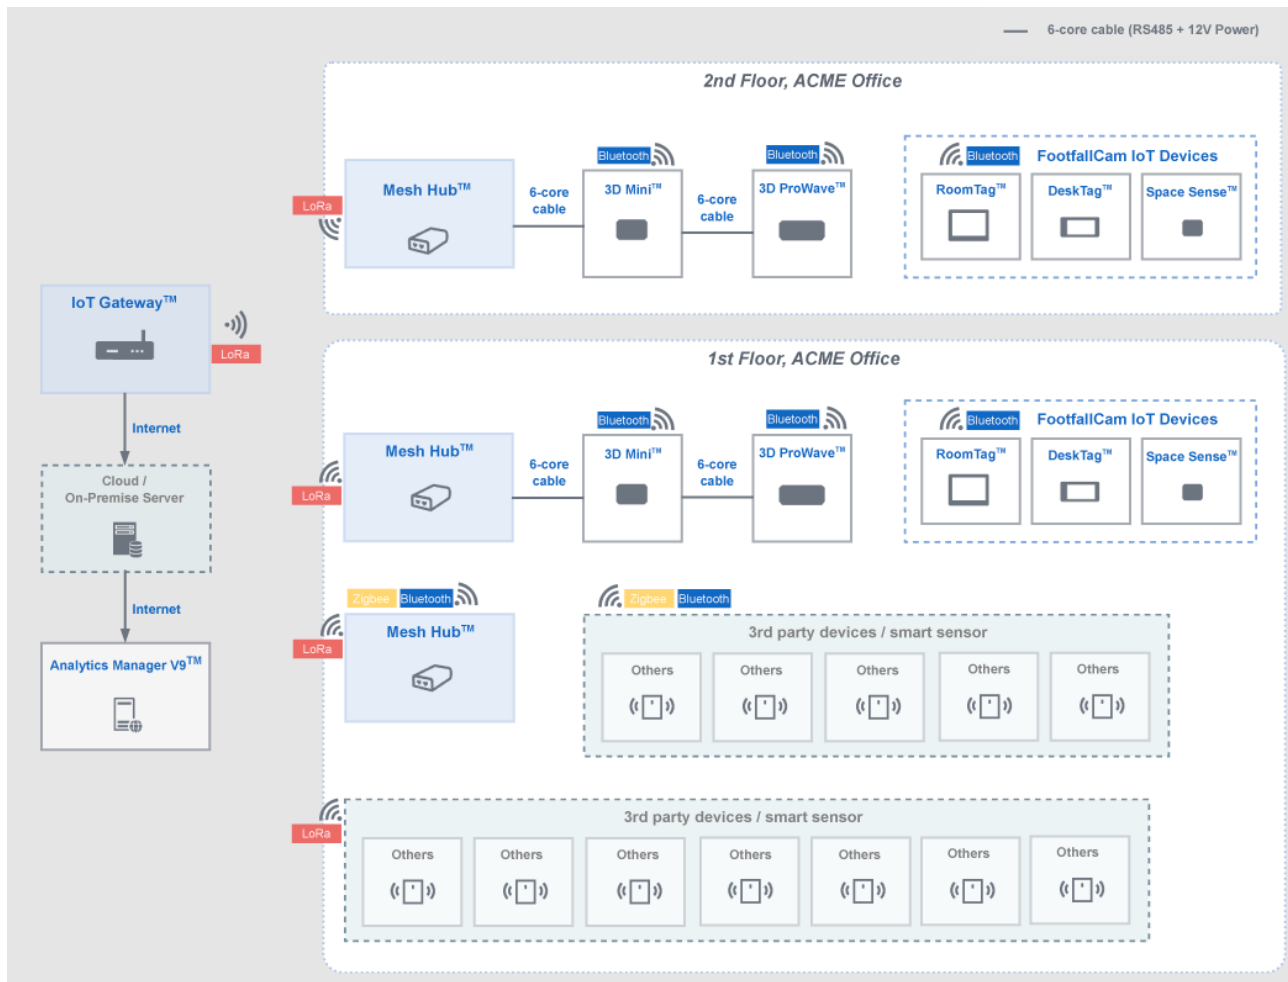 6-core cable (RS485 + 12V Power)
2nd Floor, ACME Office
Bluetooth
Bluetooth
Bluetooth
FootfallCam IoT Devices
LoRa
Mesh Hub™
6-core
cable
3D Mini™
6-core
cable
3D ProWave™
RoomTag™
DeskTag™
Space Sense™
IoT Gateway™
LoRa
Internet
Cloud /
On-Premise Server
Internet
Analytics Manager V9™
1st Floor, ACME Office
Bluetooth
Bluetooth
Bluetooth
FootfallCam IoT Devices
LoRa
Mesh Hub™
6-core
cable
3D Mini™
6-core
cable
3D ProWave™
RoomTag™
DeskTag™
Space Sense™
Zigbee
Bluetooth
LoRa
Mesh Hub™
Zigbee
Bluetooth
3rd party devices / smart sensor
Others
Others
Others
Others
Others
LoRa
3rd party devices / smart sensor
Others
Others
Others
Others
Others
Others
Others